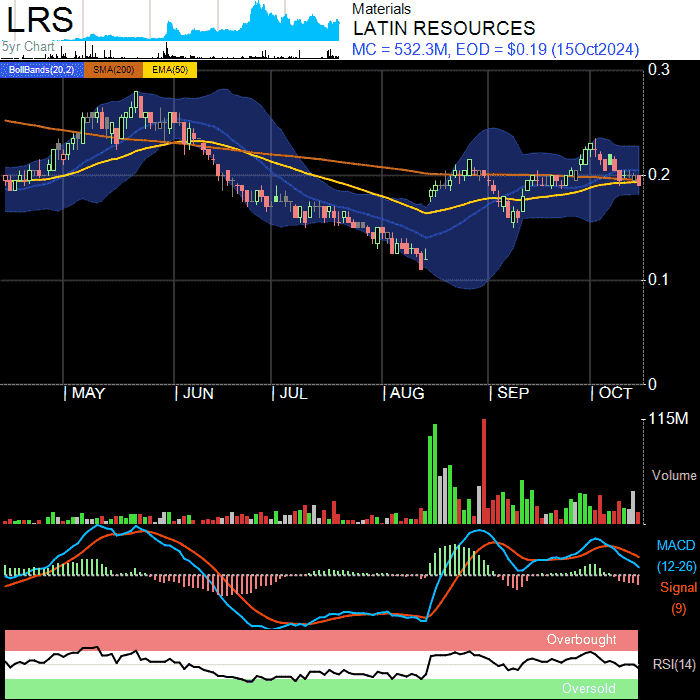 LRS
5yr Chart
Materials
LATIN RESOURCES
MC = 532.3M, EOD = $0.19 (15Oct2024)
BollBands(20,2) SMA(200) EMA(50)
0.3
0.2
0.1
0
MAY JUN JUL AUG SEP OCT
115M
Volume
MACD
(12-26)
Signal
(9)
Overbought
RSI(14)
Oversold